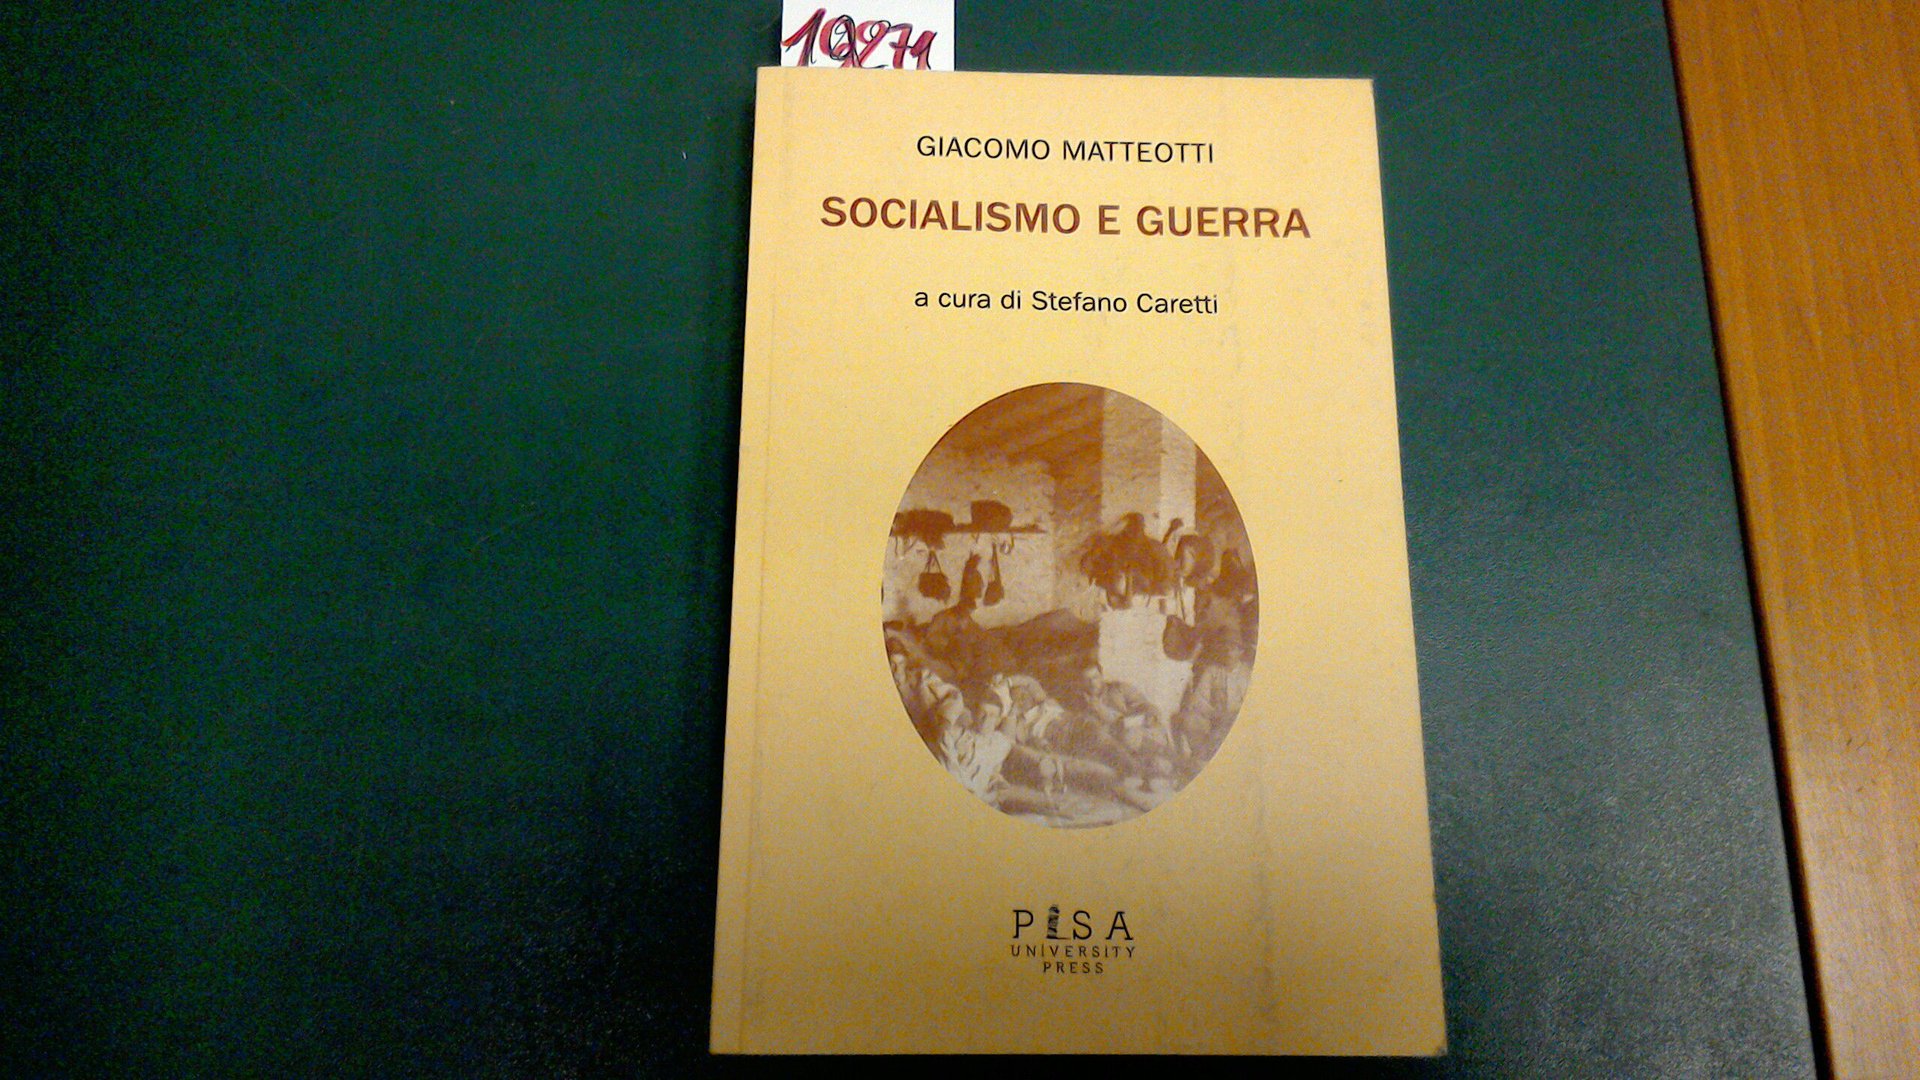 GIACOMO MATTEOTTI
SOCIALISMO E GUERRA
a cura di Stefano Caretti
PISA
UNIVERSITY
PRESS